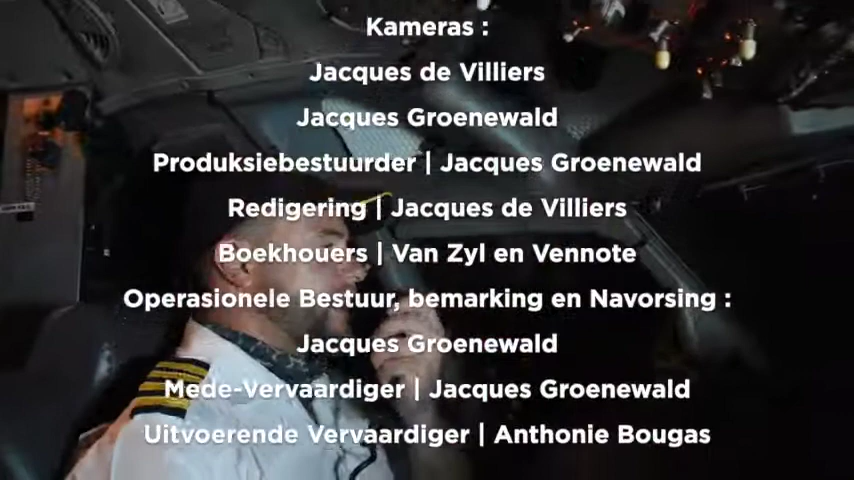 Kameras :
Jacques de Villiers
Jacques Groenewald
Produksiebestuurder | Jacques Groenewald
Redigering | Jacques de Villiers
Boekhouers | Van Zyl en Vennote
Operasionele Bestuur, bemarking en Navorsing :
Jacques Groenewald
Mede-Vervaardiger | Jacques Groenewald
Uitvoerende Vervaardiger | Anthonie Bougas